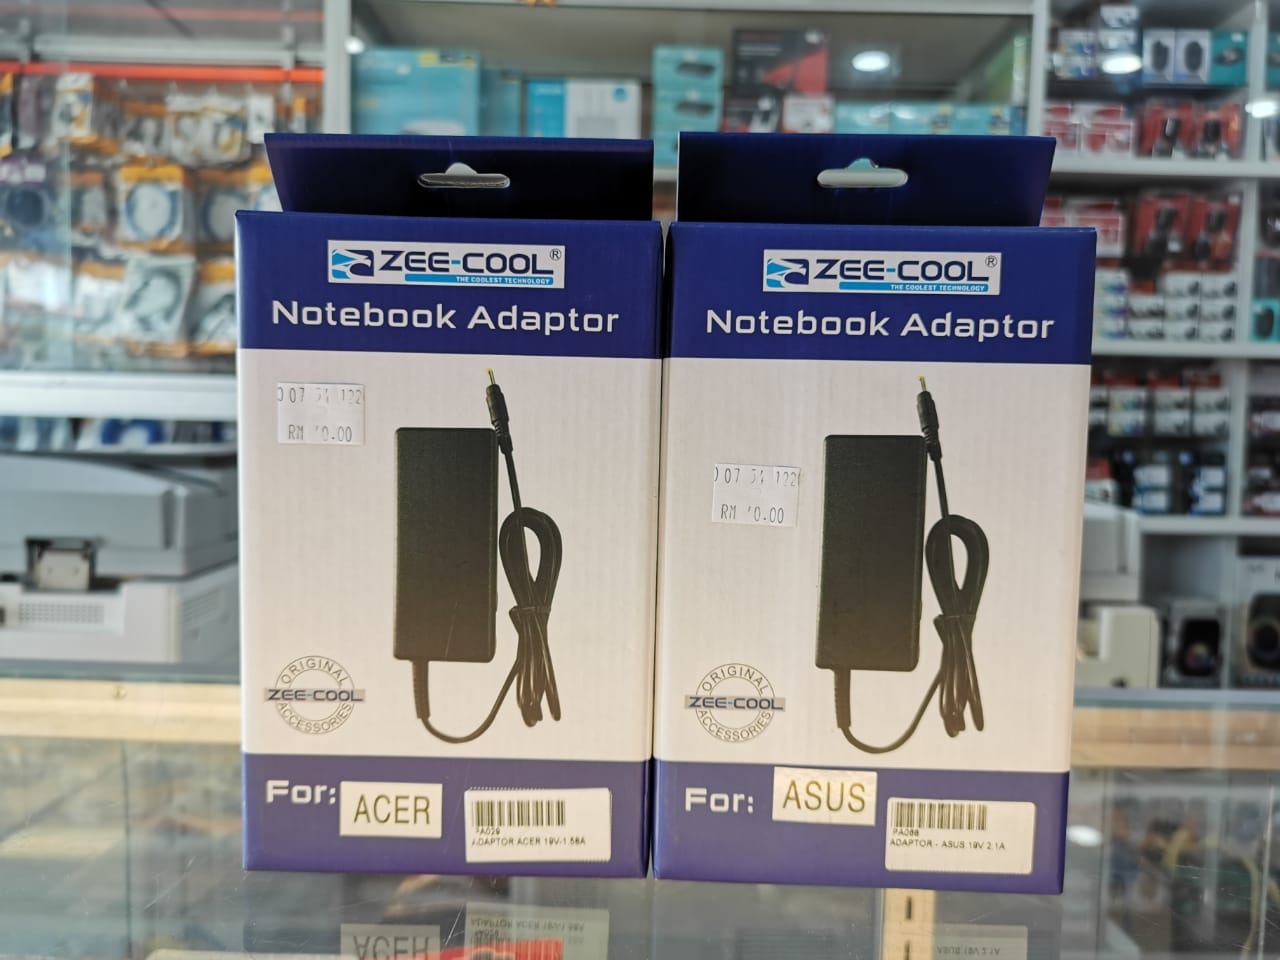 ZEE-COOL®
THE COOLEST TECHNOLOGY
Notebook Adaptor
RM
ORIGINAL
ZEE-COOL
ACCESSORIES
For: ACER
PA029
ADAPTOR ACER 19V-1.58A
ZEE-COOL®
THE COOLEST TECHNOLOGY
Notebook Adaptor
RM
ORIGINAL
ZEE-COOL
ACCESSORIES
For: ASUS
ADAPTOR - ASUS 19V 2.1A